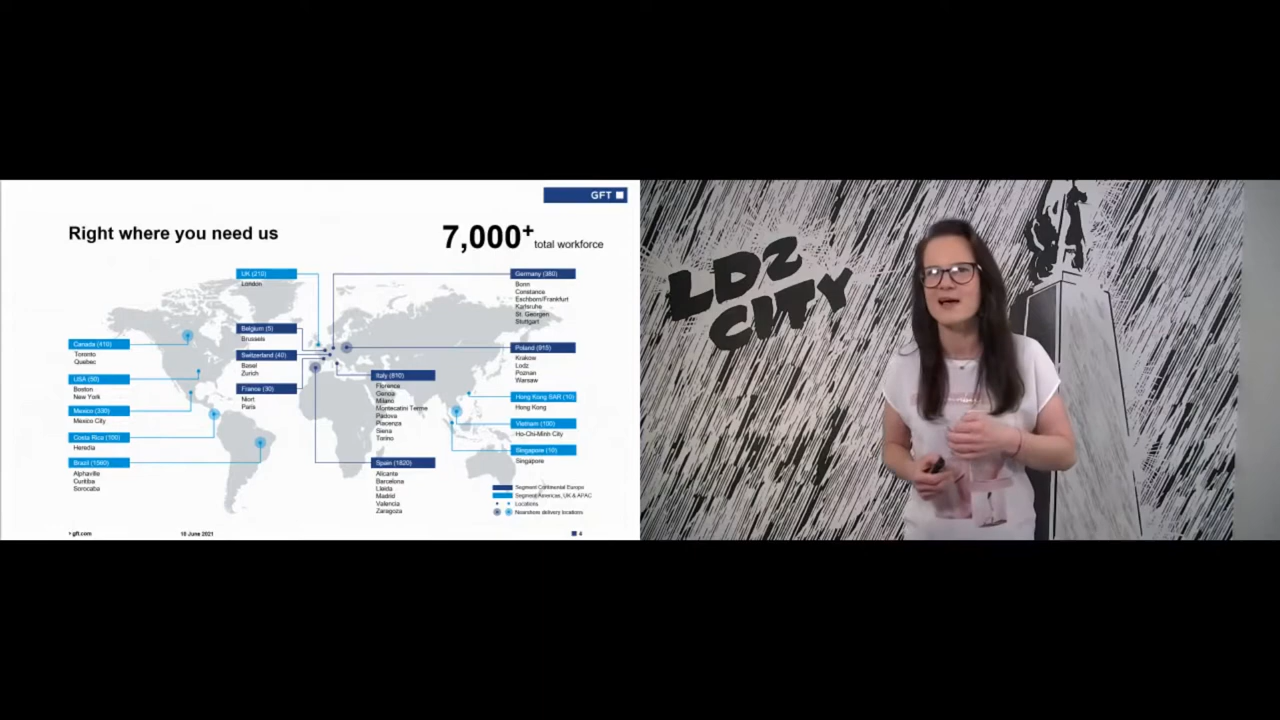 GFT
Right where you need us
7,000+ total workforce
UK (210)
London
Germany (380)
Bonn
Constance
Eschborn/Frankfurt
Karlsruhe
St. Georgen
Stuttgart
Belgium (5)
Brussels
Canada (410)
Toronto
Quebec
Switzerland (40)
Basel
Zurich
Poland (915)
Krakow
Lodz
Poznan
Warsaw
USA (50)
Boston
New York
France (30)
Niort
Paris
Italy (810)
Florence
Genoa
Milano
Montecatini Terme
Padova
Piacenza
Siena
Torino
Hong Kong SAR (10)
Hong Kong
Mexico (330)
Mexico City
Vietnam (100)
Ho-Chi-Minh City
Costa Rica (100)
Heredia
Singapore (10)
Singapore
Brazil
Alphaville
Curitiba
Sorocaba
Spain (1820)
Alicante
Barcelona
Lleida
Madrid
Valencia
Zaragoza
Segment Continental Europe
Segment Americas, UK & APAC
Locations
Nearshore delivery locations
gft.com
10 June 2021
4
LDZ
CITY